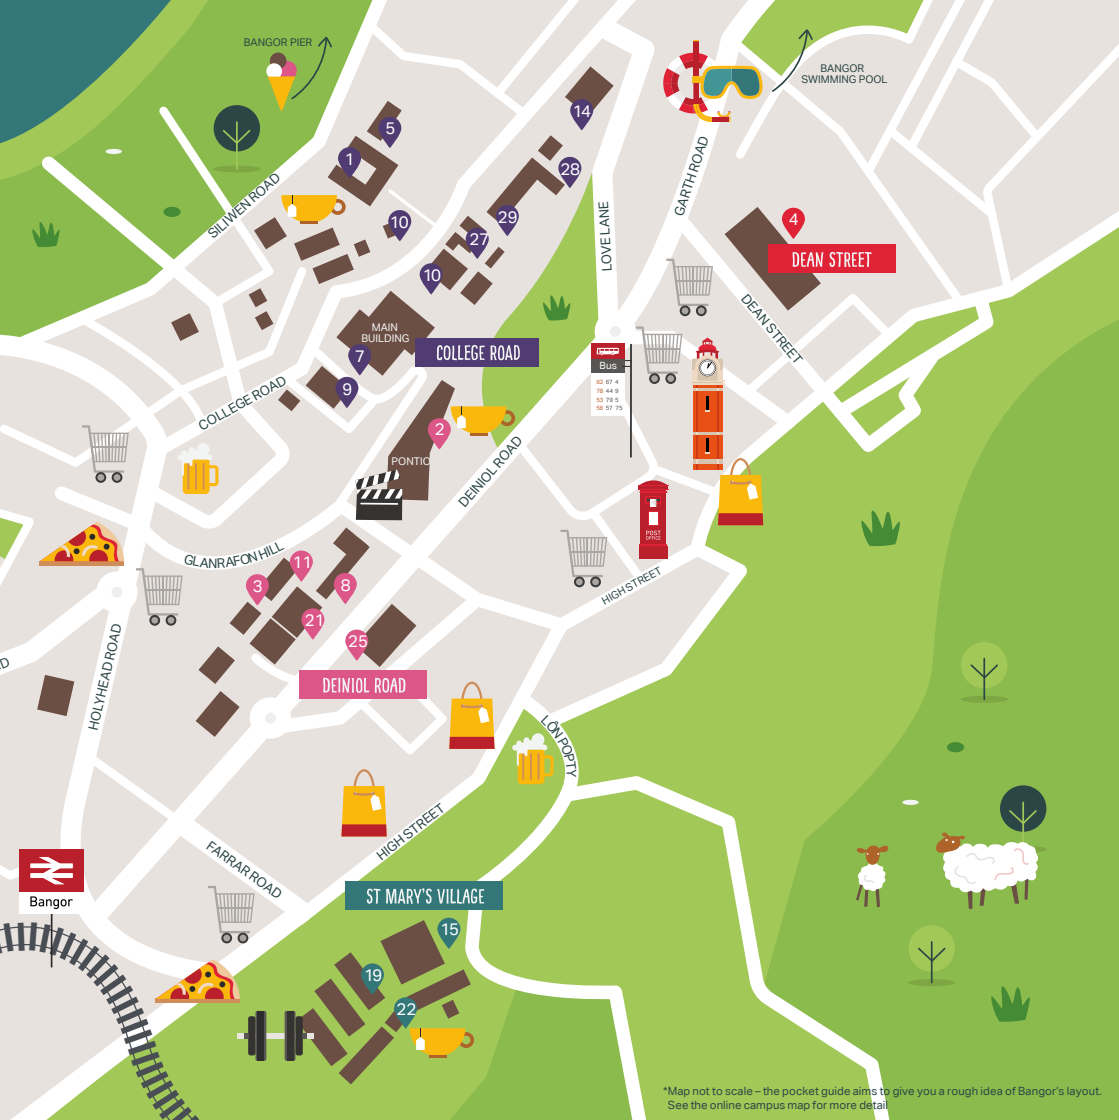 BANGOR PIER
BANGOR
SWIMMING POOL
14
5
1
28
GARTH ROAD
SILIWEN ROAD
10
29
4
27
LOVE LANE
DEAN STREET
10
DEAN STREET
MAIN
BUILDING
COLLEGE ROAD
7
Bus
62 67 4
78 44 9
53 79 5
56 57 75
9
COLLEGE ROAD
2
PONTIO
DEINIOL ROAD
POST
OFFICE
GLANRAFON HILL
11
3
8
HIGH STREET
21
25
HOLYHEAD ROAD
D
DEINIOL ROAD
LÔN POPTY
HIGH STREET
FARRAR ROAD
Bangor
ST MARY'S VILLAGE
15
19
22
*Map not to scale – the pocket guide aims to give you a rough idea of Bangor's layout.
See the online campus map for more detail